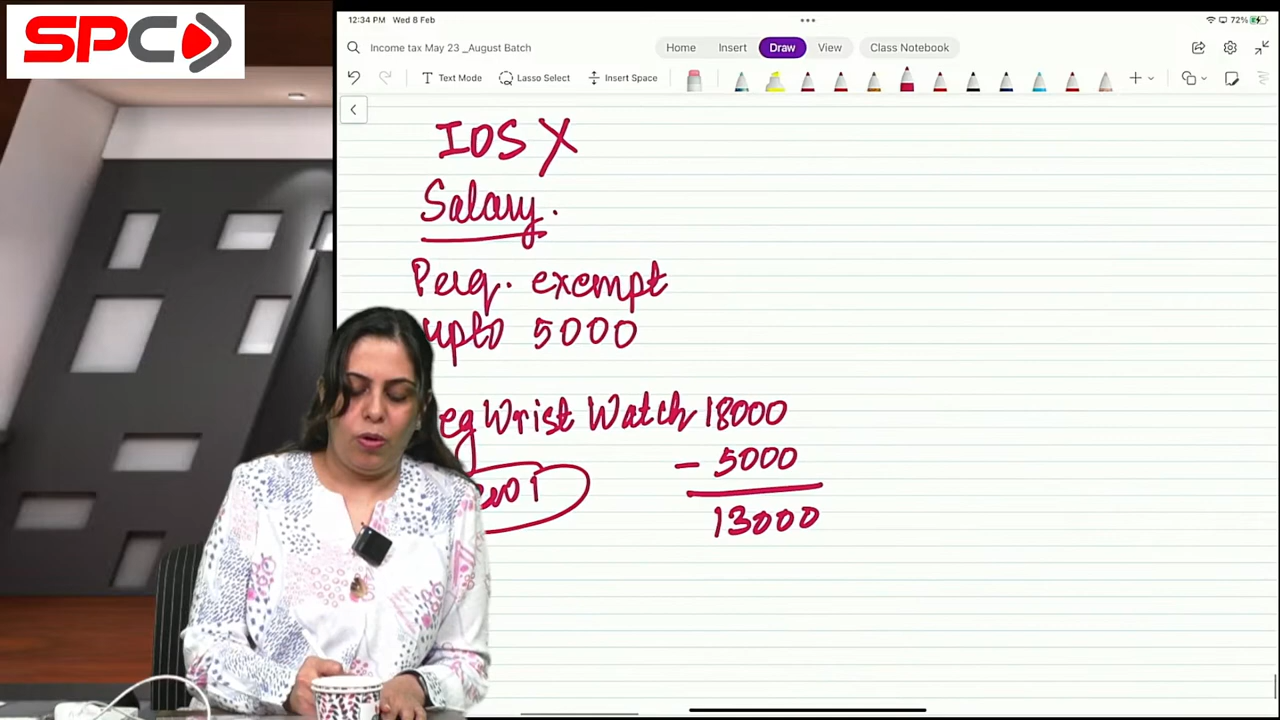 SPC
12:34 PM Wed 8 Feb
72%
Income tax May 23 _August Batch
Home Insert Draw View Class Notebook
Text Mode Lasso Select Insert Space
IOS X
Salary.
Perq. exempt
upto 5000
eg Wrist Watch 18000
- 5000
13000